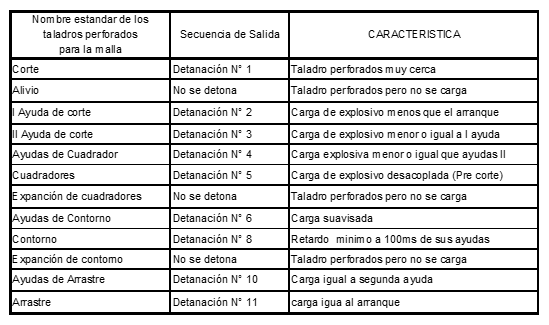 Nombre estandar de los
taladros perforados
para la malla
Secuencia de Salida
CARACTERISTICA
Corte Detanación N° 1 Taladro perforados muy cerca
Alivio No se detona Taladro perforados pero no se carga
I Ayuda de corte Detanación N° 2 Carga de explosivo menos que el arranque
II Ayuda de corte Detanación N° 3 Carga de explosivo menor o igual a I ayuda
Ayudas de Cuadrador Detanación N° 4 Carga explosiva menor o igual que ayudas II
Cuadradores Detanación N° 5 Carga de explosivo desacoplada (Pre corte)
Expanción de cuadradores No se detona Taladro perforados pero no se carga
Ayudas de Contorno Detanación N° 6 Carga suavisada
Contorno Detanación N° 8 Retardo minimo a 100ms de sus ayudas
Expanción de contorno No se detona Taladro perforados pero no se carga
Ayudas de Arrastre Detanación N° 10 Carga igual a segunda ayuda
Arrastre Detanación N° 11 carga igua al arranque